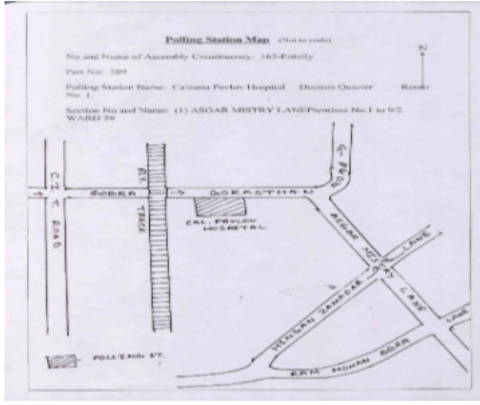 Polling Station Map (Not to scale)
No and Name of Assembly Constituency: 163-Entally
Part No: 209
Polling Station Name: Calcutta Pavlov Hospital Doctors Quarter Room
No. 1.
Section No and Name: (1) ASGAR MISTRY LANEPremises No.1 to 9/2
WARD 59
N
C.I.T. ROAD
GOBRA
RLY. TRACK
GORASTHAN
ROAD
CAL. PAVLOV
HOSPITAL
ASGAR MISTRY LANE
LANE
HINGAN ZAMADAR
LANE
RAM MOHAN BERA
POLLING ST.